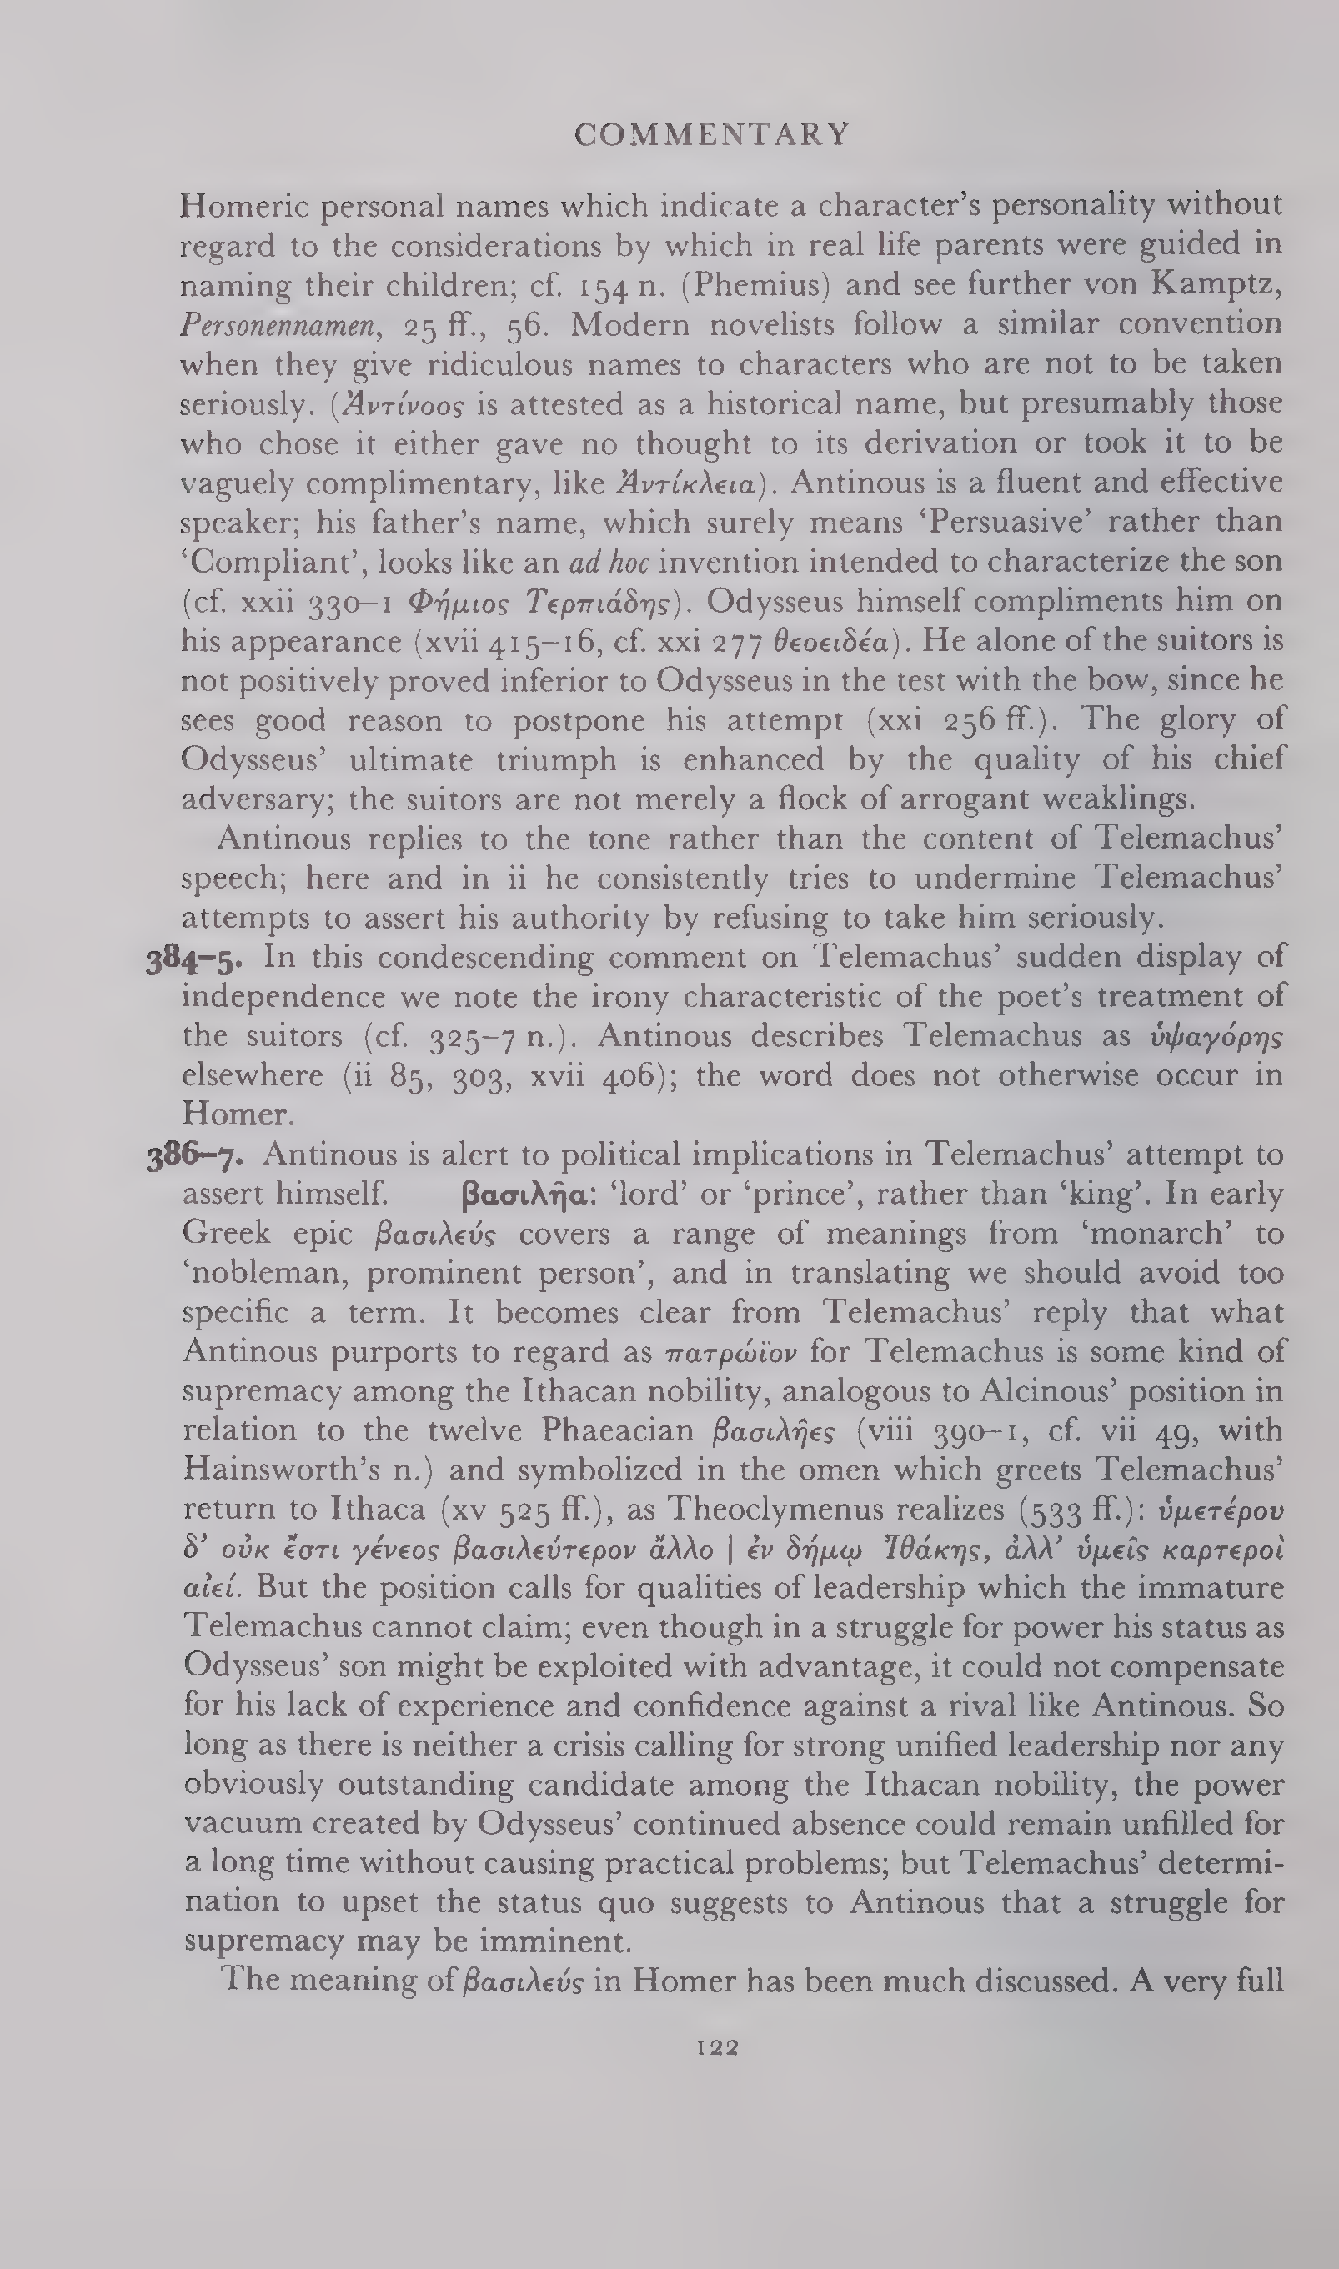 COMMENTARY
Homeric personal names which indicate a character’s personality without
regard to the considerations by which in real life parents were guided in
naming their children; cf. 154 n. (Phemius) and see further von Kamptz,
Personennamen, 25 ff., 56. Modern novelists follow a similar convention
when they give ridiculous names to characters who are not to be taken
seriously. (Ἀντίνοος is attested as a historical name, but presumably those
who chose it either gave no thought to its derivation or took it to be
vaguely complimentary, like Ἀντίκλεια). Antinous is a fluent and effective
speaker; his father’s name, which surely means ‘Persuasive’ rather than
‘Compliant’, looks like an ad hoc invention intended to characterize the son
(cf. xxii 330–1 Φήμιος Τερπιάδης). Odysseus himself compliments him on
his appearance (xvii 415–16, cf. xxi 277 θεοειδέα). He alone of the suitors is
not positively proved inferior to Odysseus in the test with the bow, since he
sees good reason to postpone his attempt (xxi 256 ff.). The glory of
Odysseus’ ultimate triumph is enhanced by the quality of his chief
adversary; the suitors are not merely a flock of arrogant weaklings.
Antinous replies to the tone rather than the content of Telemachus’
speech; here and in ii he consistently tries to undermine Telemachus’
attempts to assert his authority by refusing to take him seriously.
384–5. In this condescending comment on Telemachus’ sudden display of
independence we note the irony characteristic of the poet’s treatment of
the suitors (cf. 325–7 n.). Antinous describes Telemachus as ὑψαγόρης
elsewhere (ii 85, 303, xvii 406); the word does not otherwise occur in
Homer.
386–7. Antinous is alert to political implications in Telemachus’ attempt to
assert himself. βασιλῆα: ‘lord’ or ‘prince’, rather than ‘king’. In early
Greek epic βασιλεύς covers a range of meanings from ‘monarch’ to
‘nobleman, prominent person’, and in translating we should avoid too
specific a term. It becomes clear from Telemachus’ reply that what
Antinous purports to regard as πατρώϊον for Telemachus is some kind of
supremacy among the Ithacan nobility, analogous to Alcinous’ position in
relation to the twelve Phaeacian βασιλῆες (viii 390–1, cf. vii 49, with
Hainsworth’s n.) and symbolized in the omen which greets Telemachus’
return to Ithaca (xv 525 ff.), as Theoclymenus realizes (533 ff.): ὑμετέρου
δ’ οὐκ ἔστι γένεος βασιλεύτερον ἄλλο | ἐν δήμῳ Ἰθάκης, ἀλλ’ ὑμεῖς καρτεροὶ
αἰεί. But the position calls for qualities of leadership which the immature
Telemachus cannot claim; even though in a struggle for power his status as
Odysseus’ son might be exploited with advantage, it could not compensate
for his lack of experience and confidence against a rival like Antinous. So
long as there is neither a crisis calling for strong unified leadership nor any
obviously outstanding candidate among the Ithacan nobility, the power
vacuum created by Odysseus’ continued absence could remain unfilled for
a long time without causing practical problems; but Telemachus’ determi-
nation to upset the status quo suggests to Antinous that a struggle for
supremacy may be imminent.
The meaning of βασιλεύς in Homer has been much discussed. A very full
122